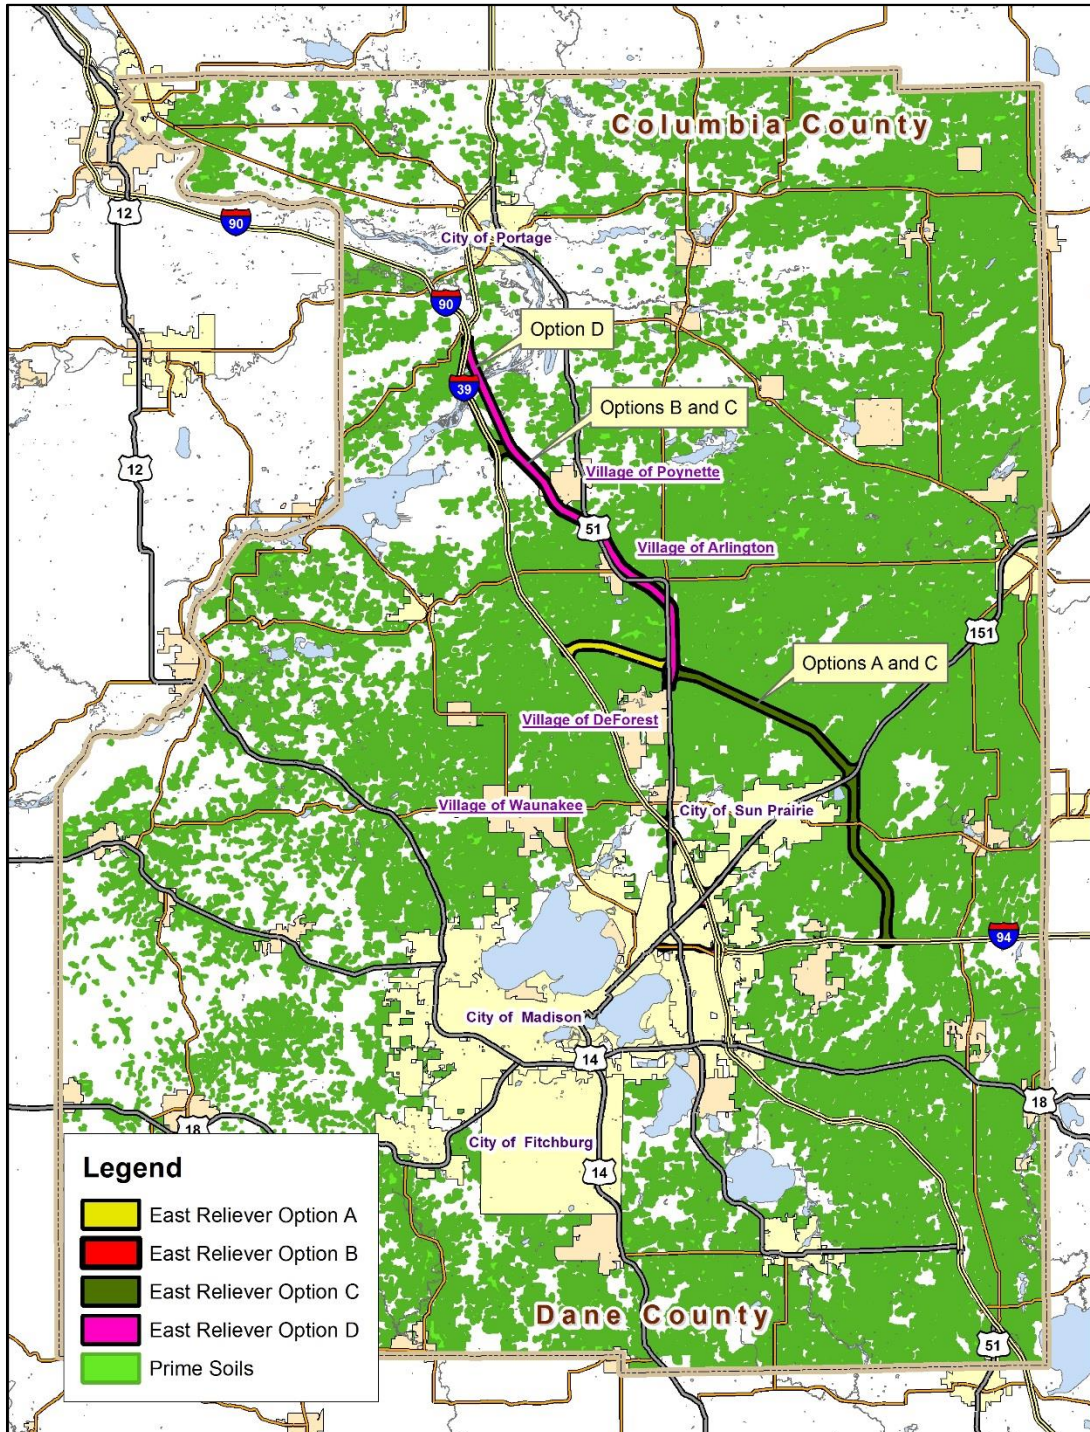 Columbia County
12
90
City of Portage
90
Option D
39
Options B and C
12
Village of Poynette
51
Village of Arlington
151
Options A and C
Village of DeForest
Village of Waunakee
City of Sun Prairie
94
City of Madison
14
18
18
City of Fitchburg
14
Legend
East Reliever Option A
East Reliever Option B
East Reliever Option C
East Reliever Option D
Prime Soils
Dane County
51